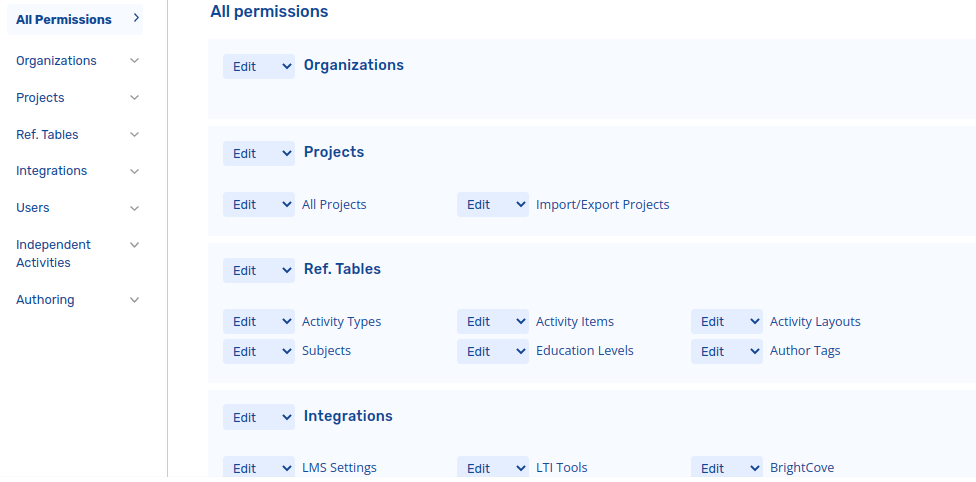 All Permissions
Organizations
Projects
Ref. Tables
Integrations
Users
Independent
Activities
Authoring
All permissions
Edit Organizations
Edit Projects
Edit All Projects Edit Import/Export Projects
Edit Ref. Tables
Edit Activity Types Edit Activity Items Edit Activity Layouts
Edit Subjects Edit Education Levels Edit Author Tags
Edit Integrations
Edit LMS Settings Edit LTI Tools Edit BrightCove